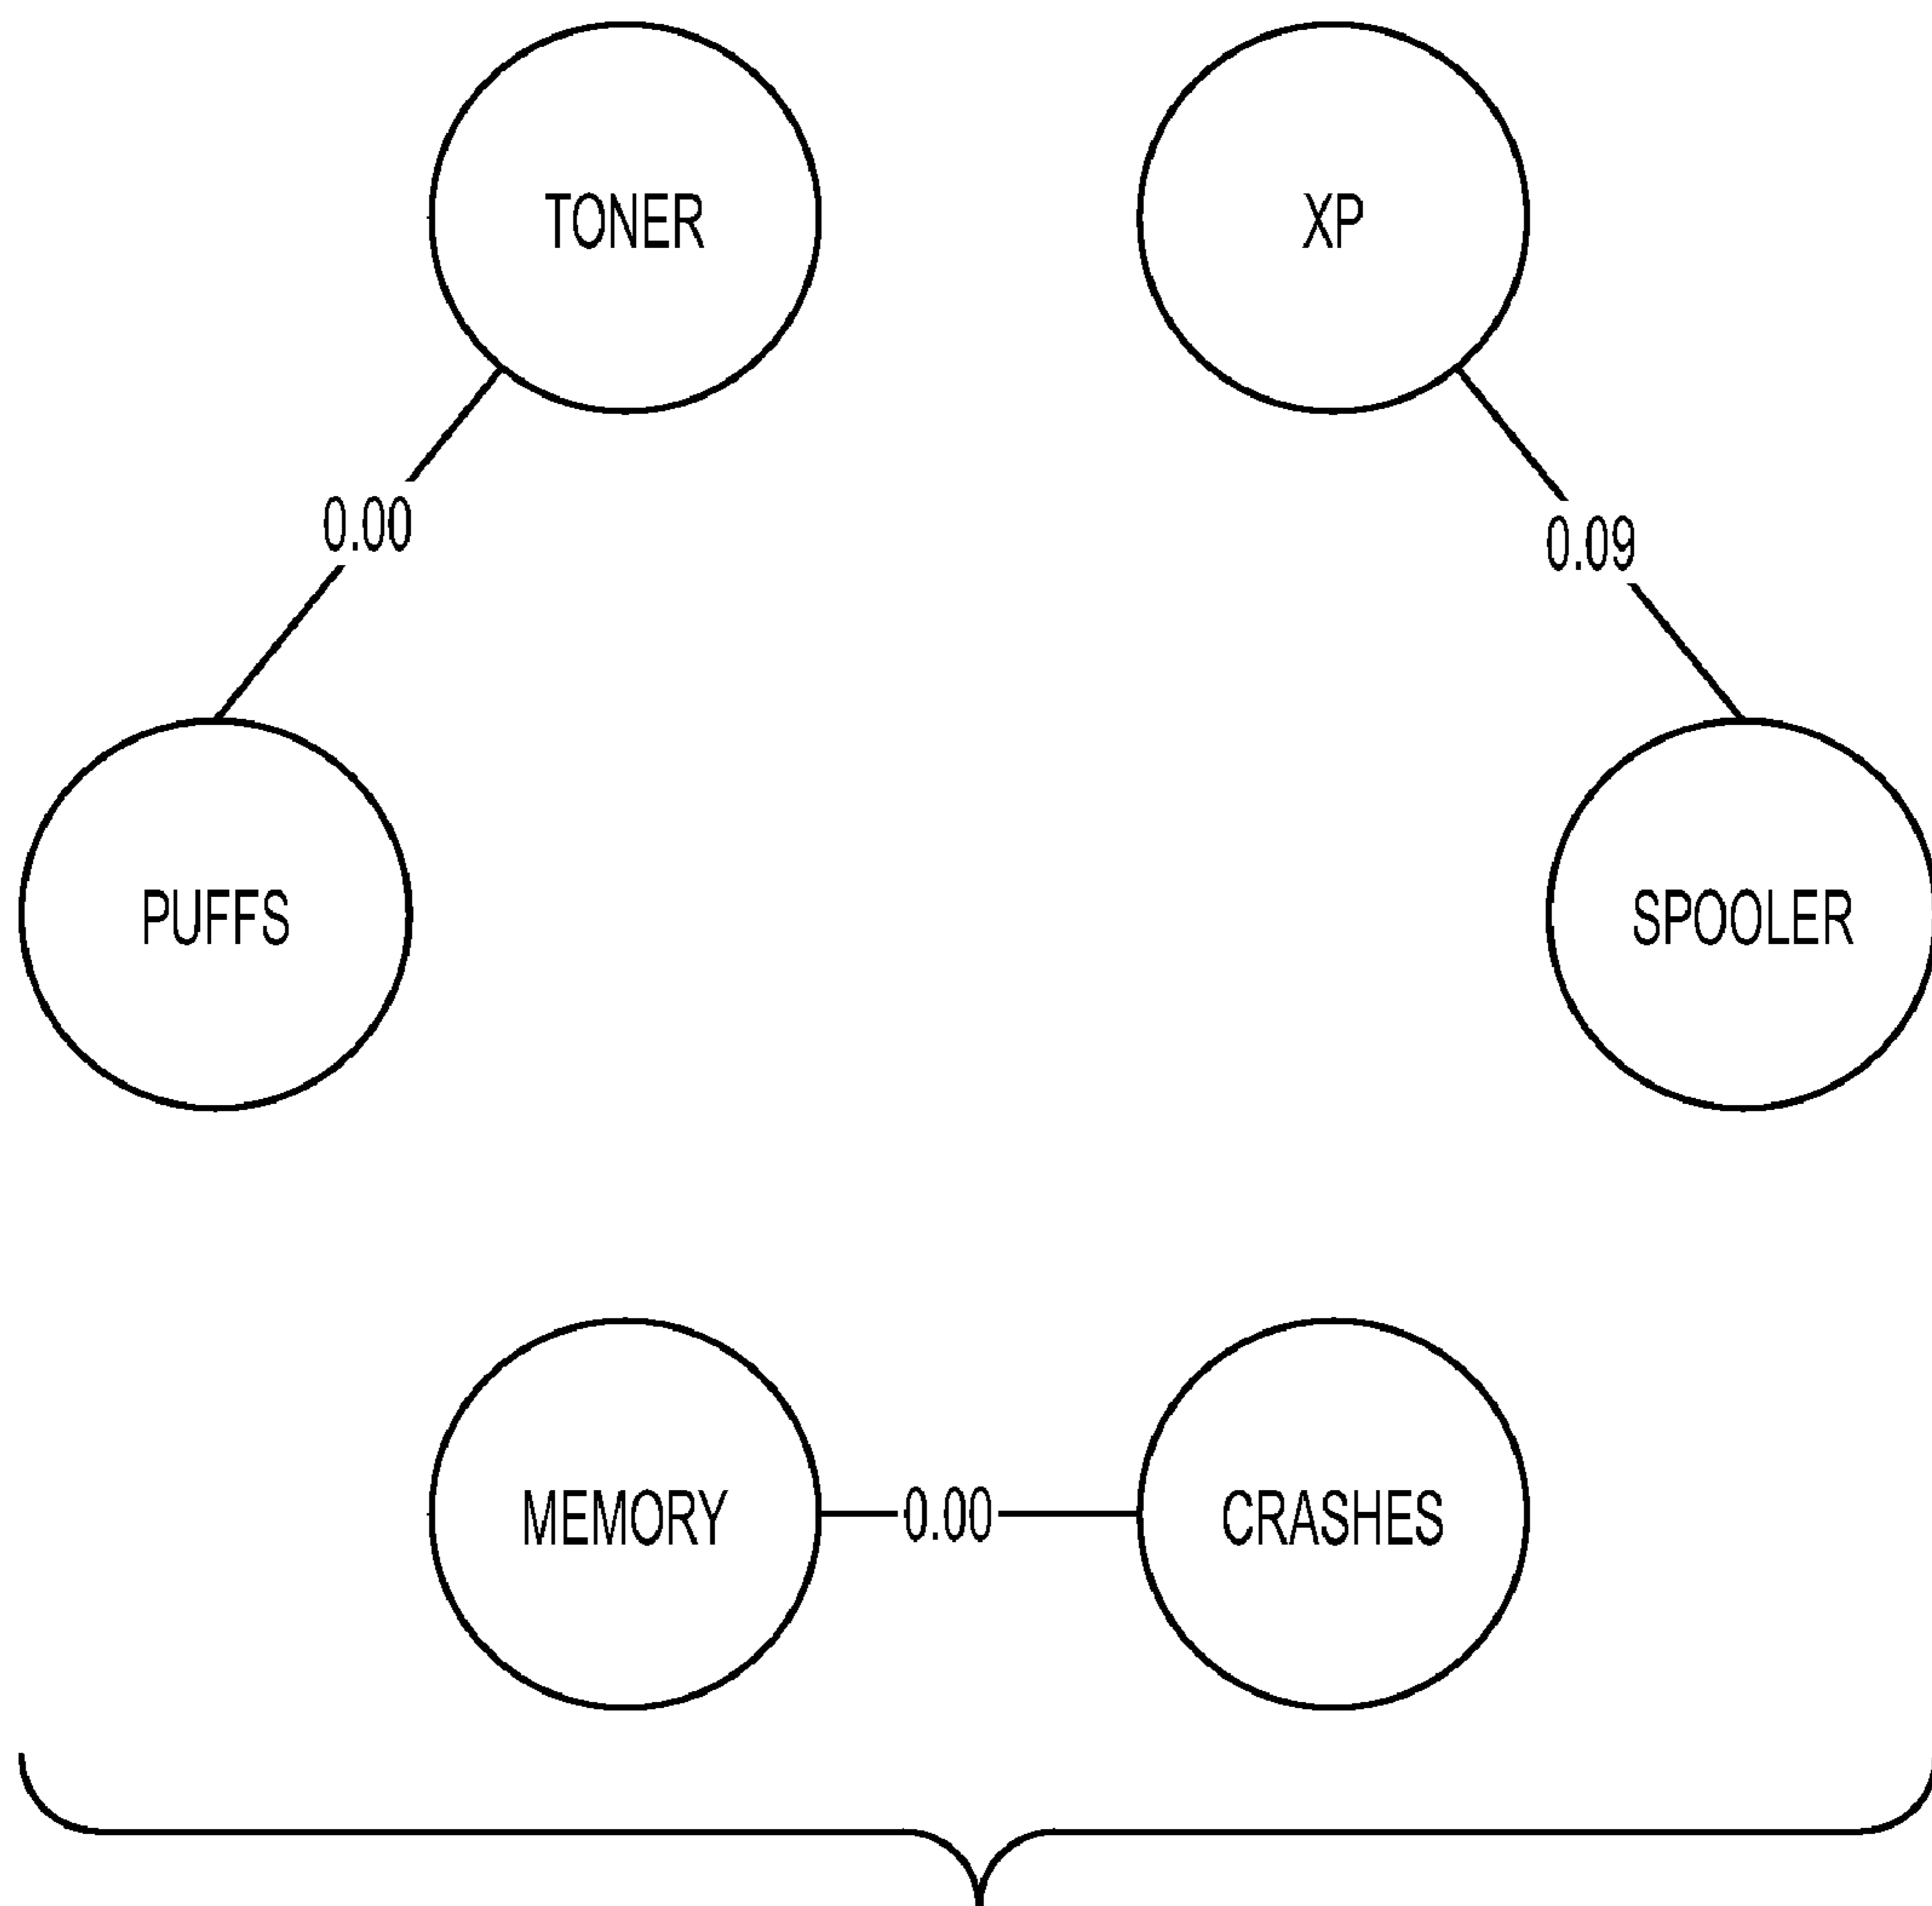 TONER
XP
0.00
0.09
PUFFS
SPOOLER
MEMORY
0.00
CRASHES